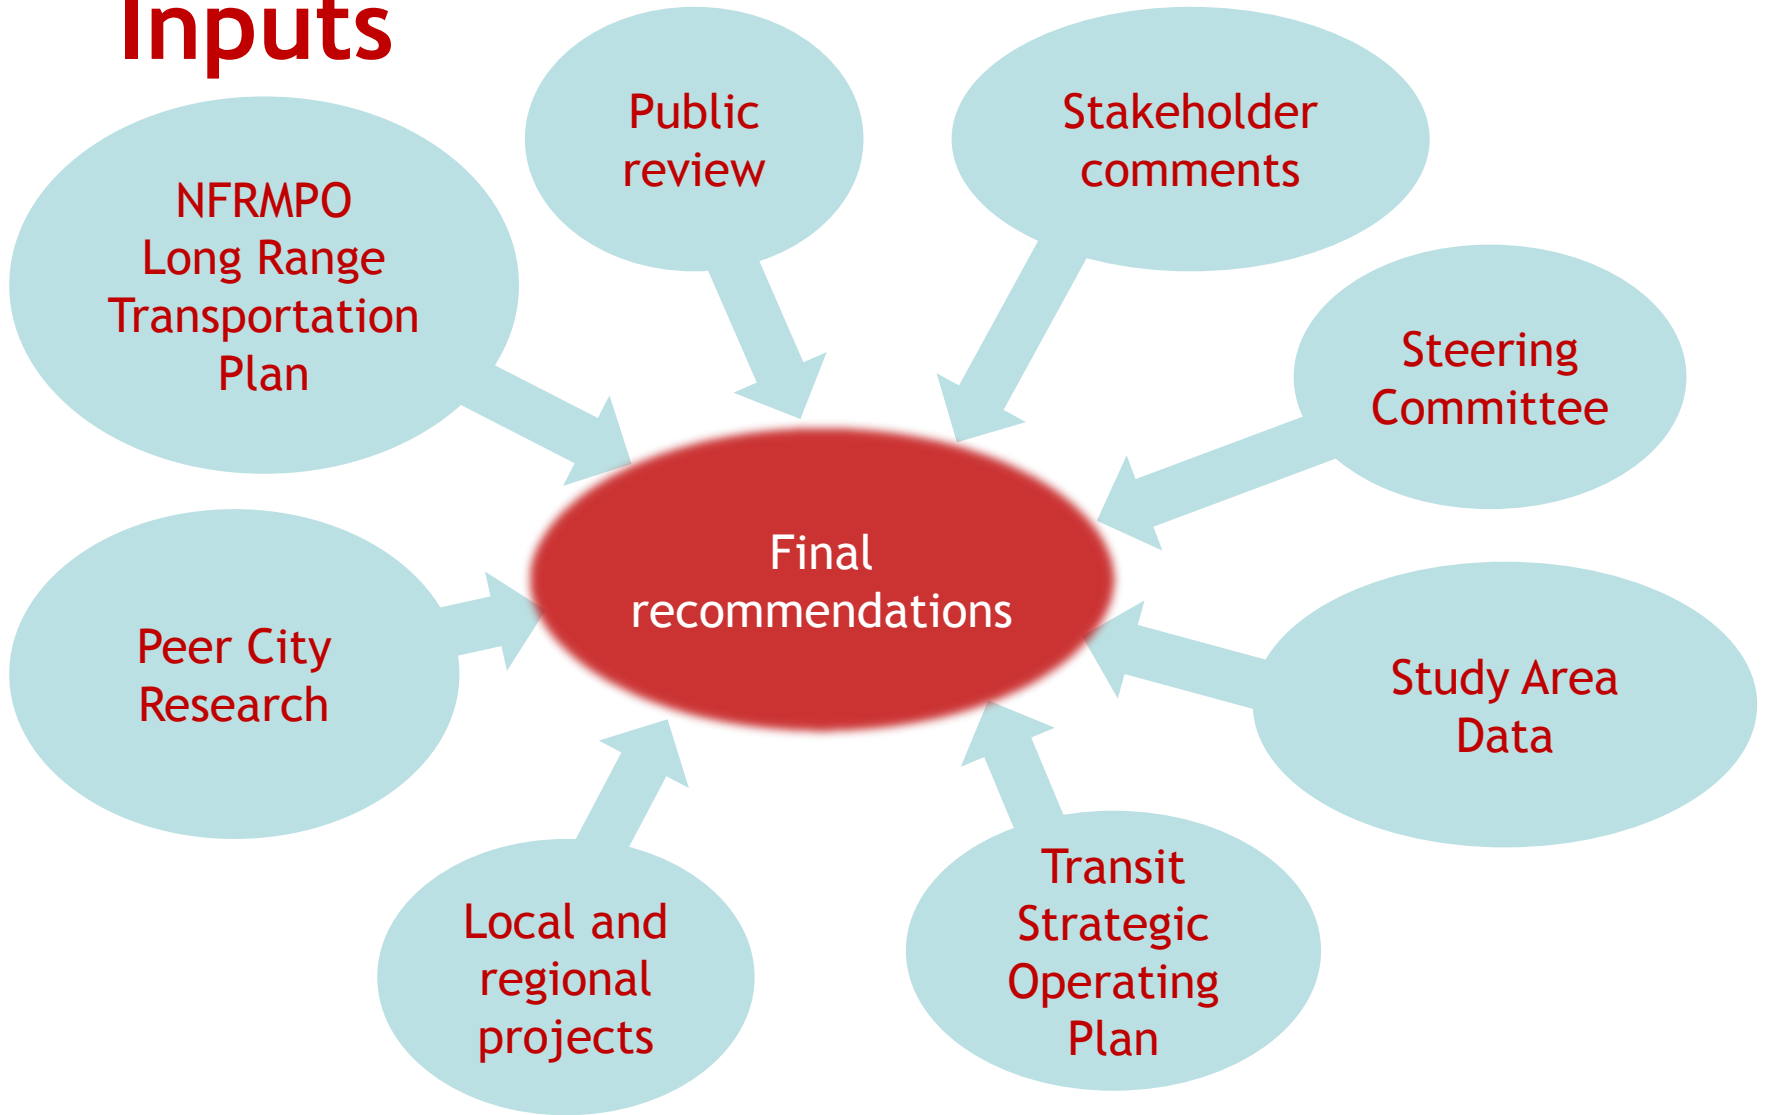 Inputs
Public
review
Stakeholder
comments
NFRMPO
Long Range
Transportation
Plan
Steering
Committee
Final
recommendations
Peer City
Research
Study Area
Data
Local and
regional
projects
Transit
Strategic
Operating
Plan